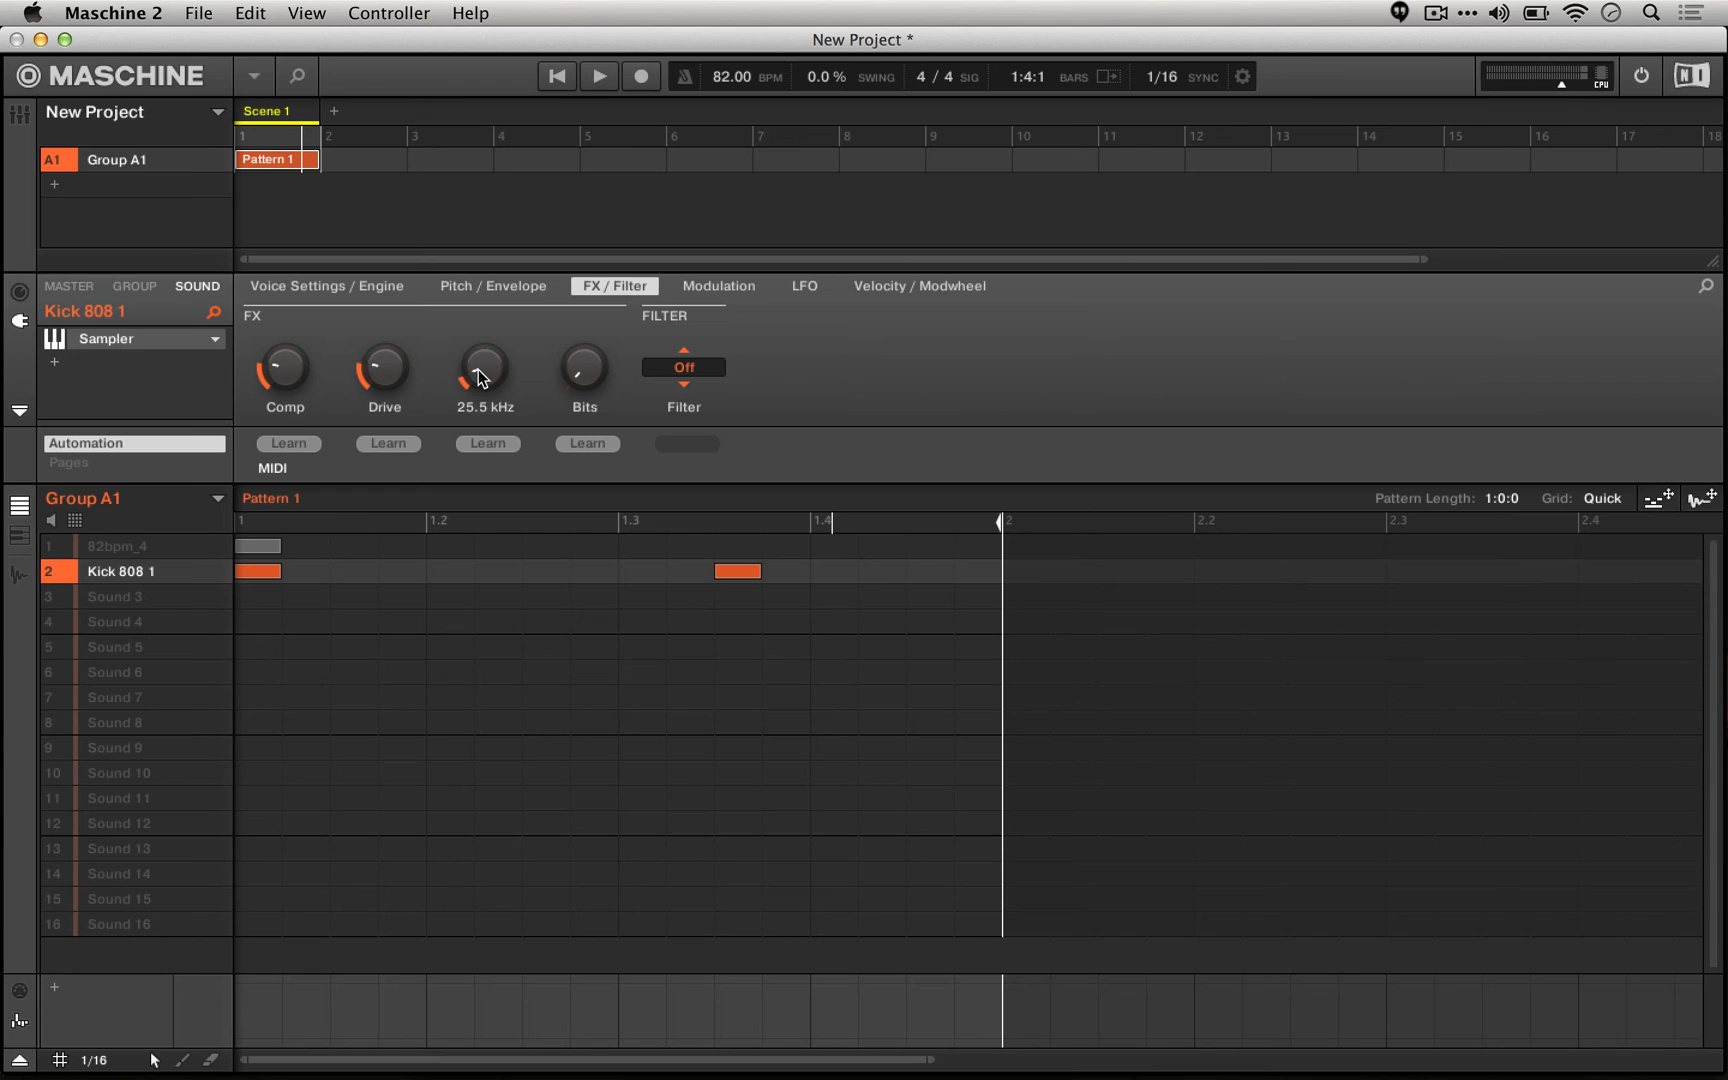 Maschine 2 File Edit View Controller Help
New Project *
MASCHINE 82.00 BPM 0.0 % SWING 4 / 4 SIG 1:4:1 BARS 1/16 SYNC CPU
New Project Scene 1 +
1 2 3 4 5 6 7 8 9 10 11 12 13 14 15 16 17 18
A1 Group A1 Pattern 1
+
MASTER GROUP SOUND Voice Settings / Engine Pitch / Envelope FX / Filter Modulation LFO Velocity / Modwheel
Kick 808 1 FX FILTER
Sampler Off
+
Comp Drive 25.5 kHz Bits Filter
Automation Learn Learn Learn Learn
Pages MIDI
Group A1 Pattern 1 Pattern Length: 1:0:0 Grid: Quick
1 1.2 1.3 1.4 2 2.2 2.3 2.4
1 82bpm_4
2 Kick 808 1
3 Sound 3
4 Sound 4
5 Sound 5
6 Sound 6
7 Sound 7
8 Sound 8
9 Sound 9
10 Sound 10
11 Sound 11
12 Sound 12
13 Sound 13
14 Sound 14
15 Sound 15
16 Sound 16
+
1/16